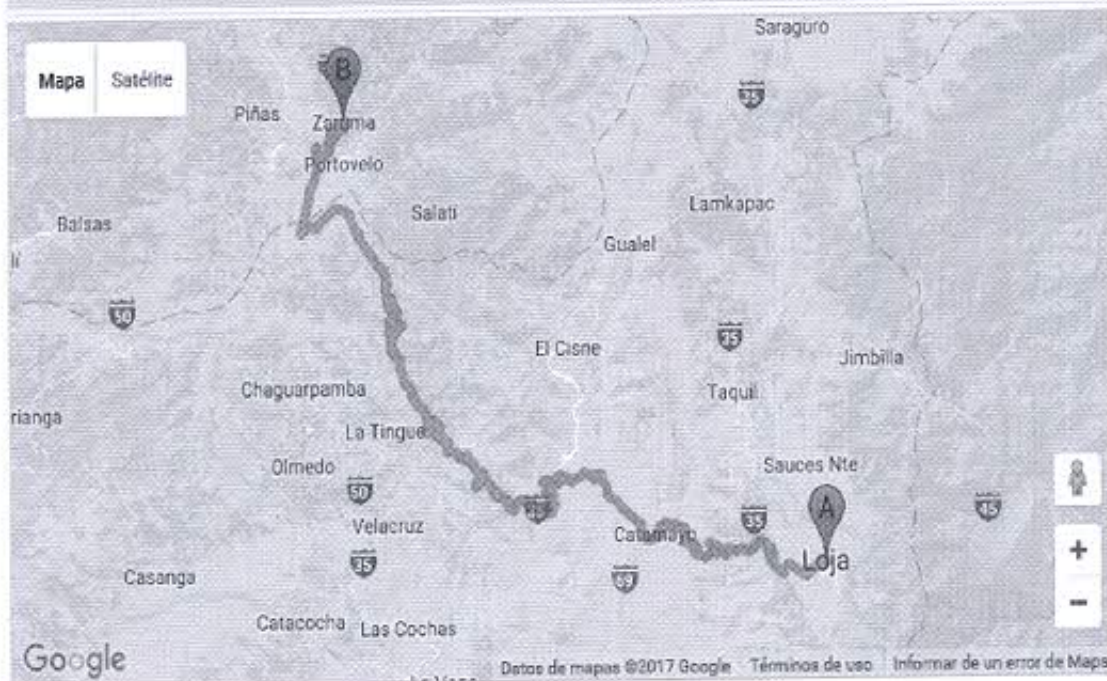 Saraguro
Mapa
Satélite
B
35
Piñas
Zaruma
Portovelo
Lamkapac
Salati
Balsas
Gualel
50
35
El Cisne
Jimbilla
Chaguarpamba
Taquil
rianga
La Tingue
Olmedo
Sauces Nte
50
A
45
35
Velacruz
Catamayo
35
Loja
+
69
Casanga
−
Catacocha
Las Cochas
Google
Datos de mapas ©2017 Google
Términos de uso
Informar de un error de Maps